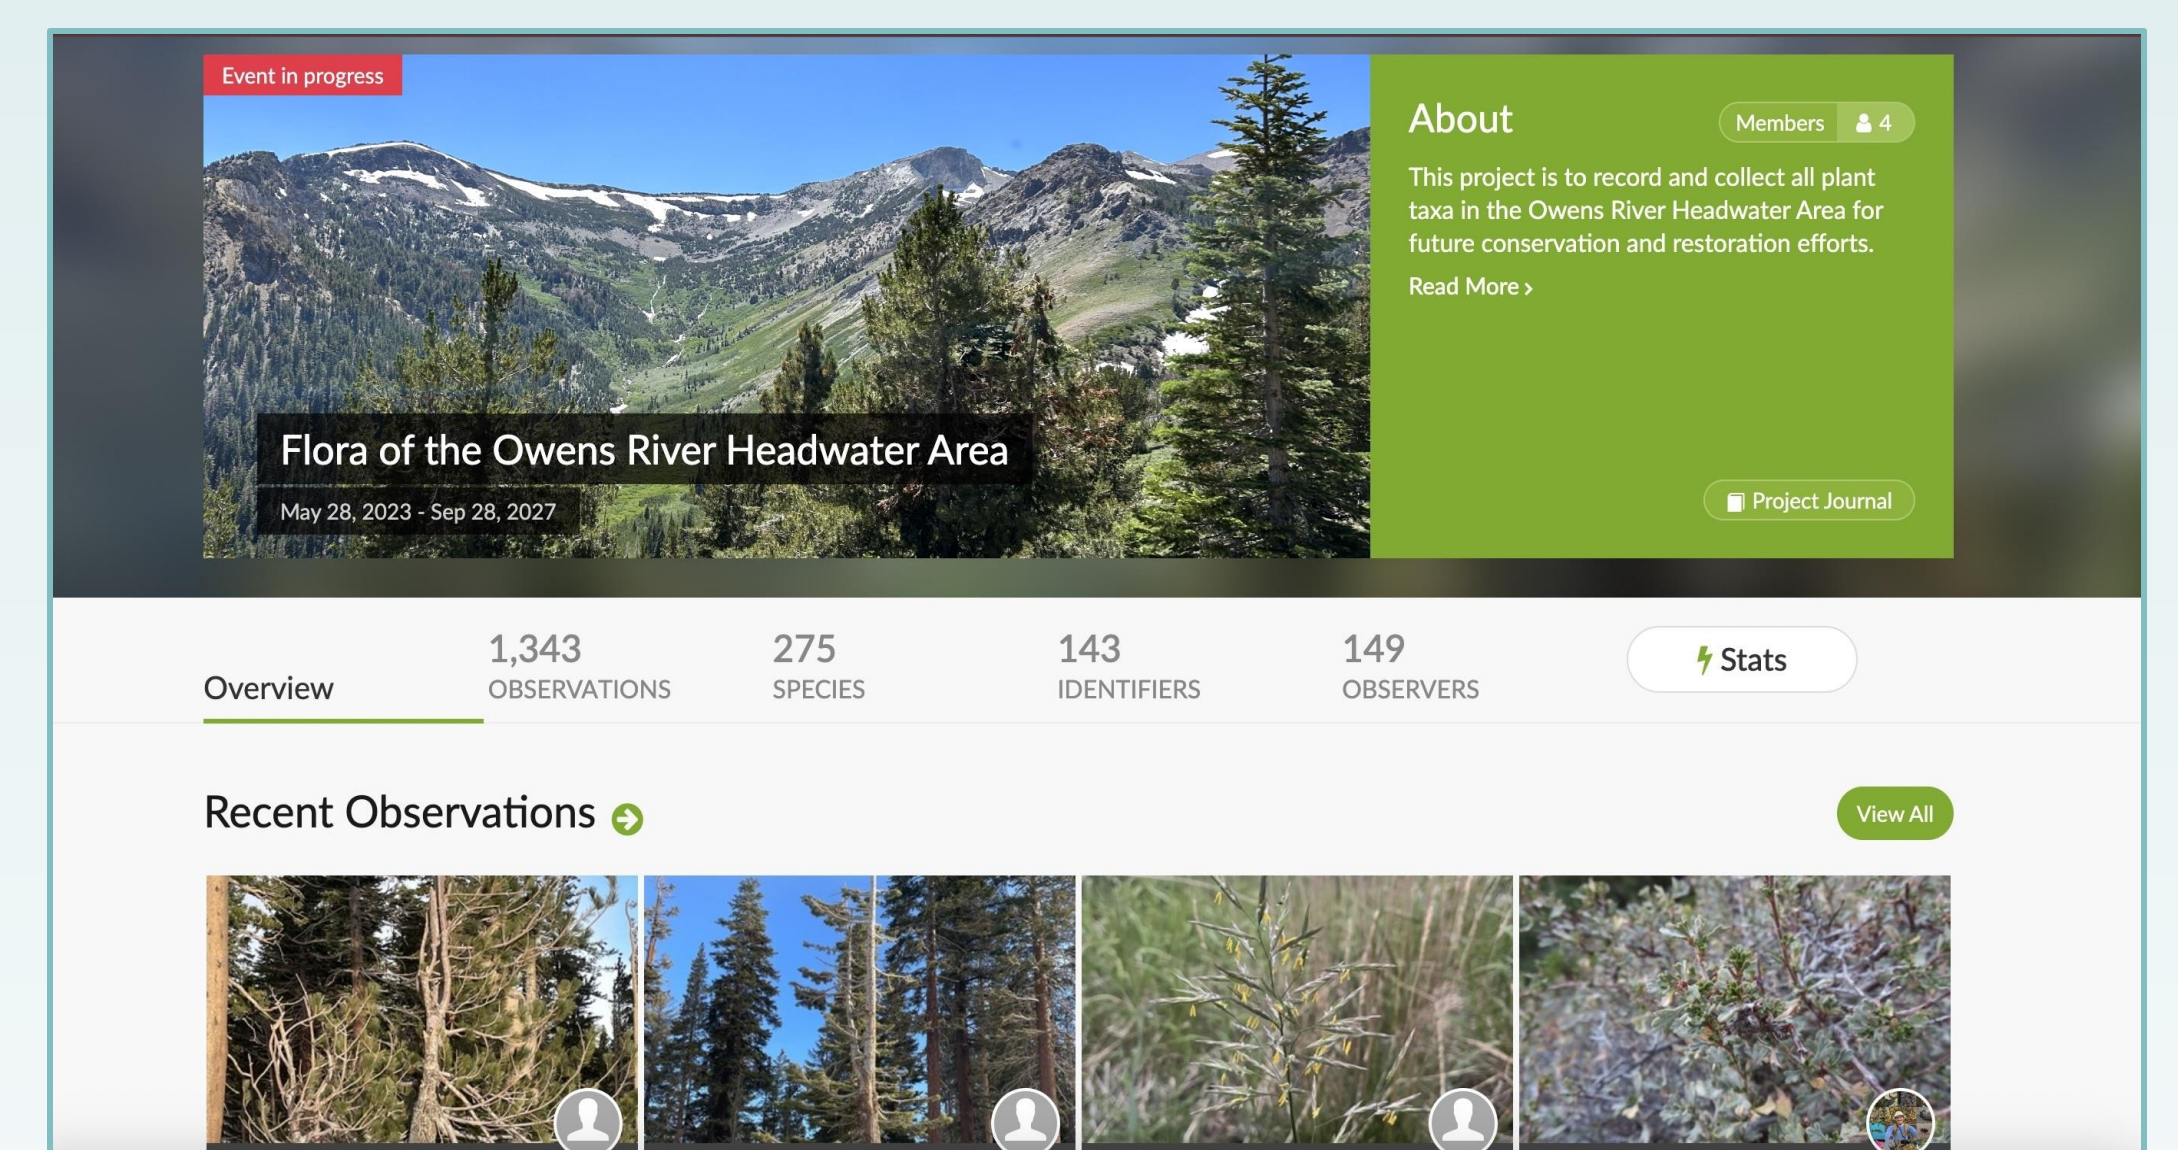 Event in progress
About
Members 4
This project is to record and collect all plant
taxa in the Owens River Headwater Area for
future conservation and restoration efforts.
Read More ›
Flora of the Owens River Headwater Area
May 28, 2023 - Sep 28, 2027
Project Journal
Overview
1,343
OBSERVATIONS
275
SPECIES
143
IDENTIFIERS
149
OBSERVERS
Stats
Recent Observations
View All